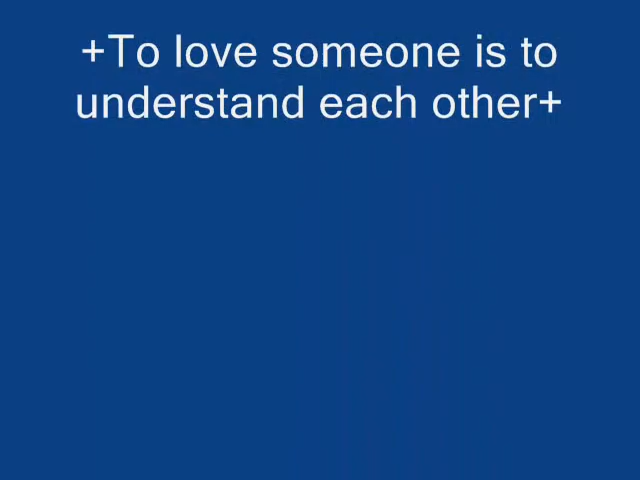 +To love someone is to
understand each other+